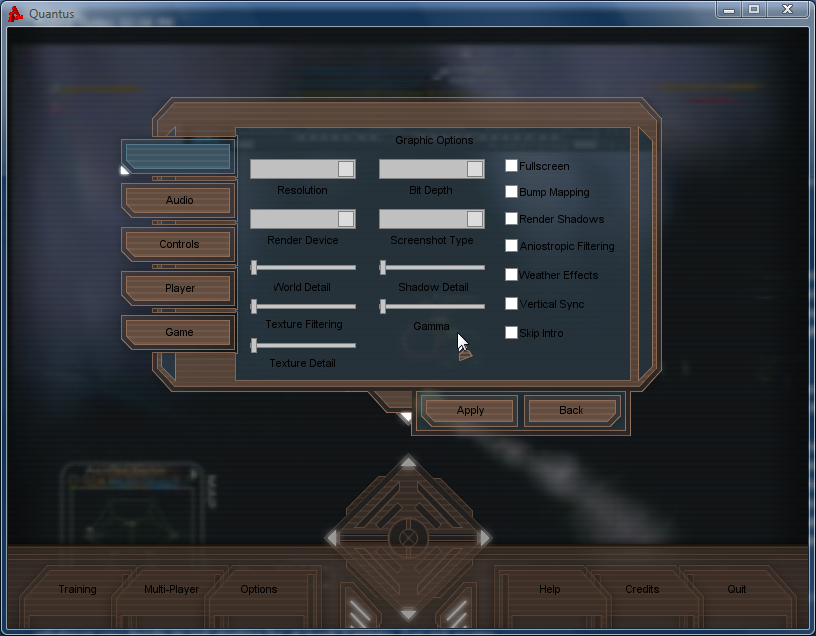 Quantus
Graphic Options
Resolution
Bit Depth
Render Device
Screenshot Type
World Detail
Shadow Detail
Texture Filtering
Gamma
Texture Detail
Fullscreen
Bump Mapping
Render Shadows
Aniostropic Filtering
Weather Effects
Vertical Sync
Skip Intro
Audio
Controls
Player
Game
Apply
Back
Training
Multi-Player
Options
Help
Credits
Quit